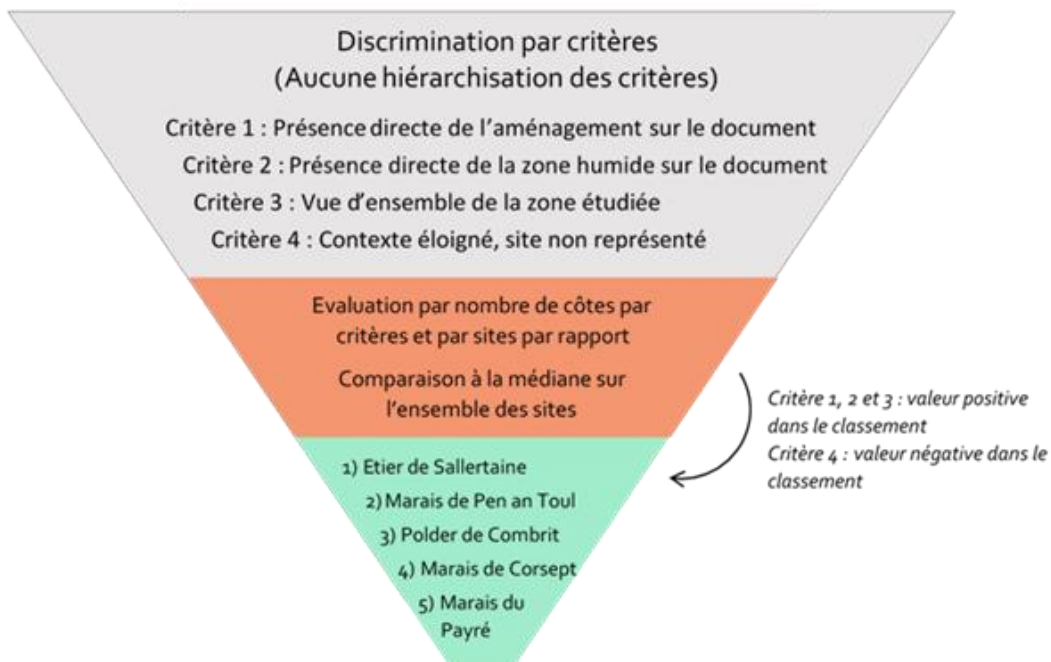 Discrimination par critères
(Aucune hiérarchisation des critères)
Critère 1 : Présence directe de l'aménagement sur le document
Critère 2 : Présence directe de la zone humide sur le document
Critère 3 : Vue d'ensemble de la zone étudiée
Critère 4 : Contexte éloigné, site non représenté
Evaluation par nombre de côtes par
critères et par sites par rapport
Comparaison à la médiane sur
l'ensemble des sites
Critère 1, 2 et 3 : valeur positive
dans le classement
Critère 4 : valeur négative dans le
classement
1) Etier de Sallertaine
2) Marais de Pen an Toul
3) Polder de Combrit
4) Marais de Corsept
5) Marais du
Payré